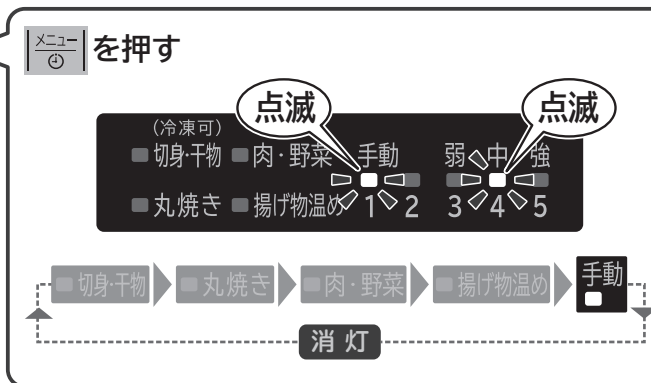 メニュー を押す
点滅 点滅
(冷凍可)
切身・干物 肉・野菜 手動 弱 中 強
丸焼き 揚げ物温め 1 2 3 4 5
切身・干物 丸焼き 肉・野菜 揚げ物温め 手動
消灯